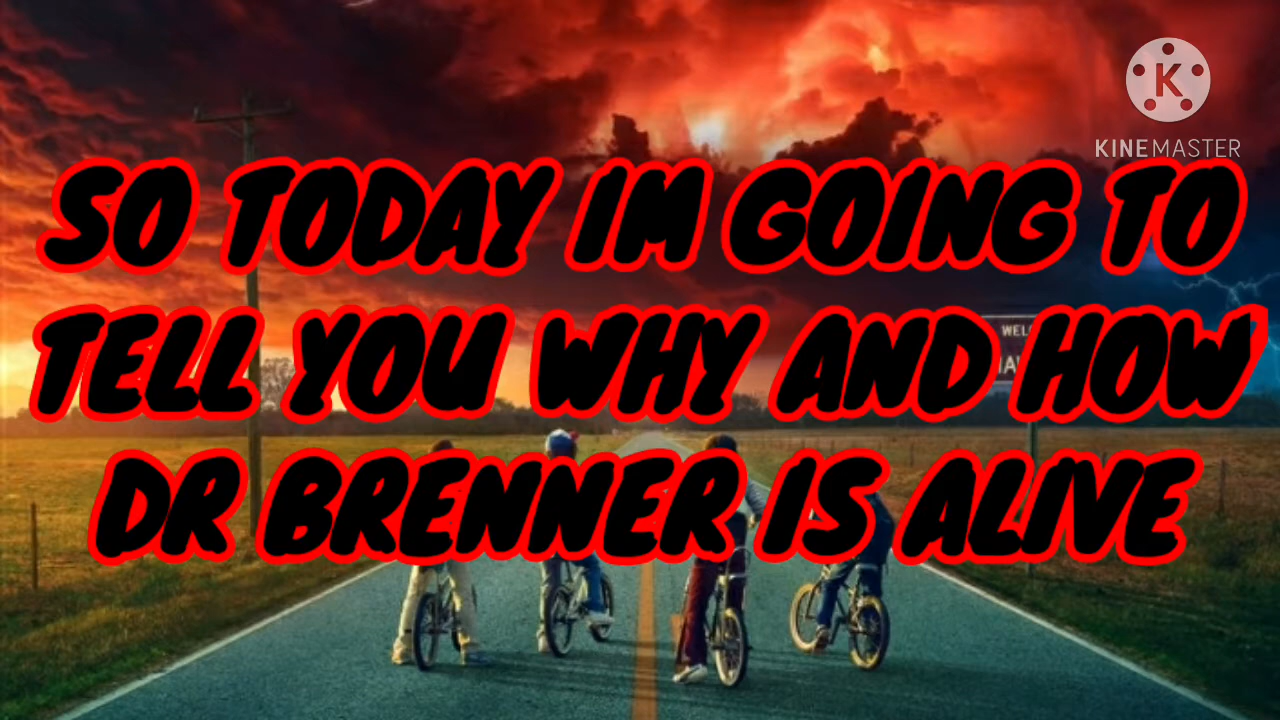 KINEMASTER
SO TODAY IM GOING TO
TELL YOU WHY AND HOW
DR BRENNER IS ALIVE